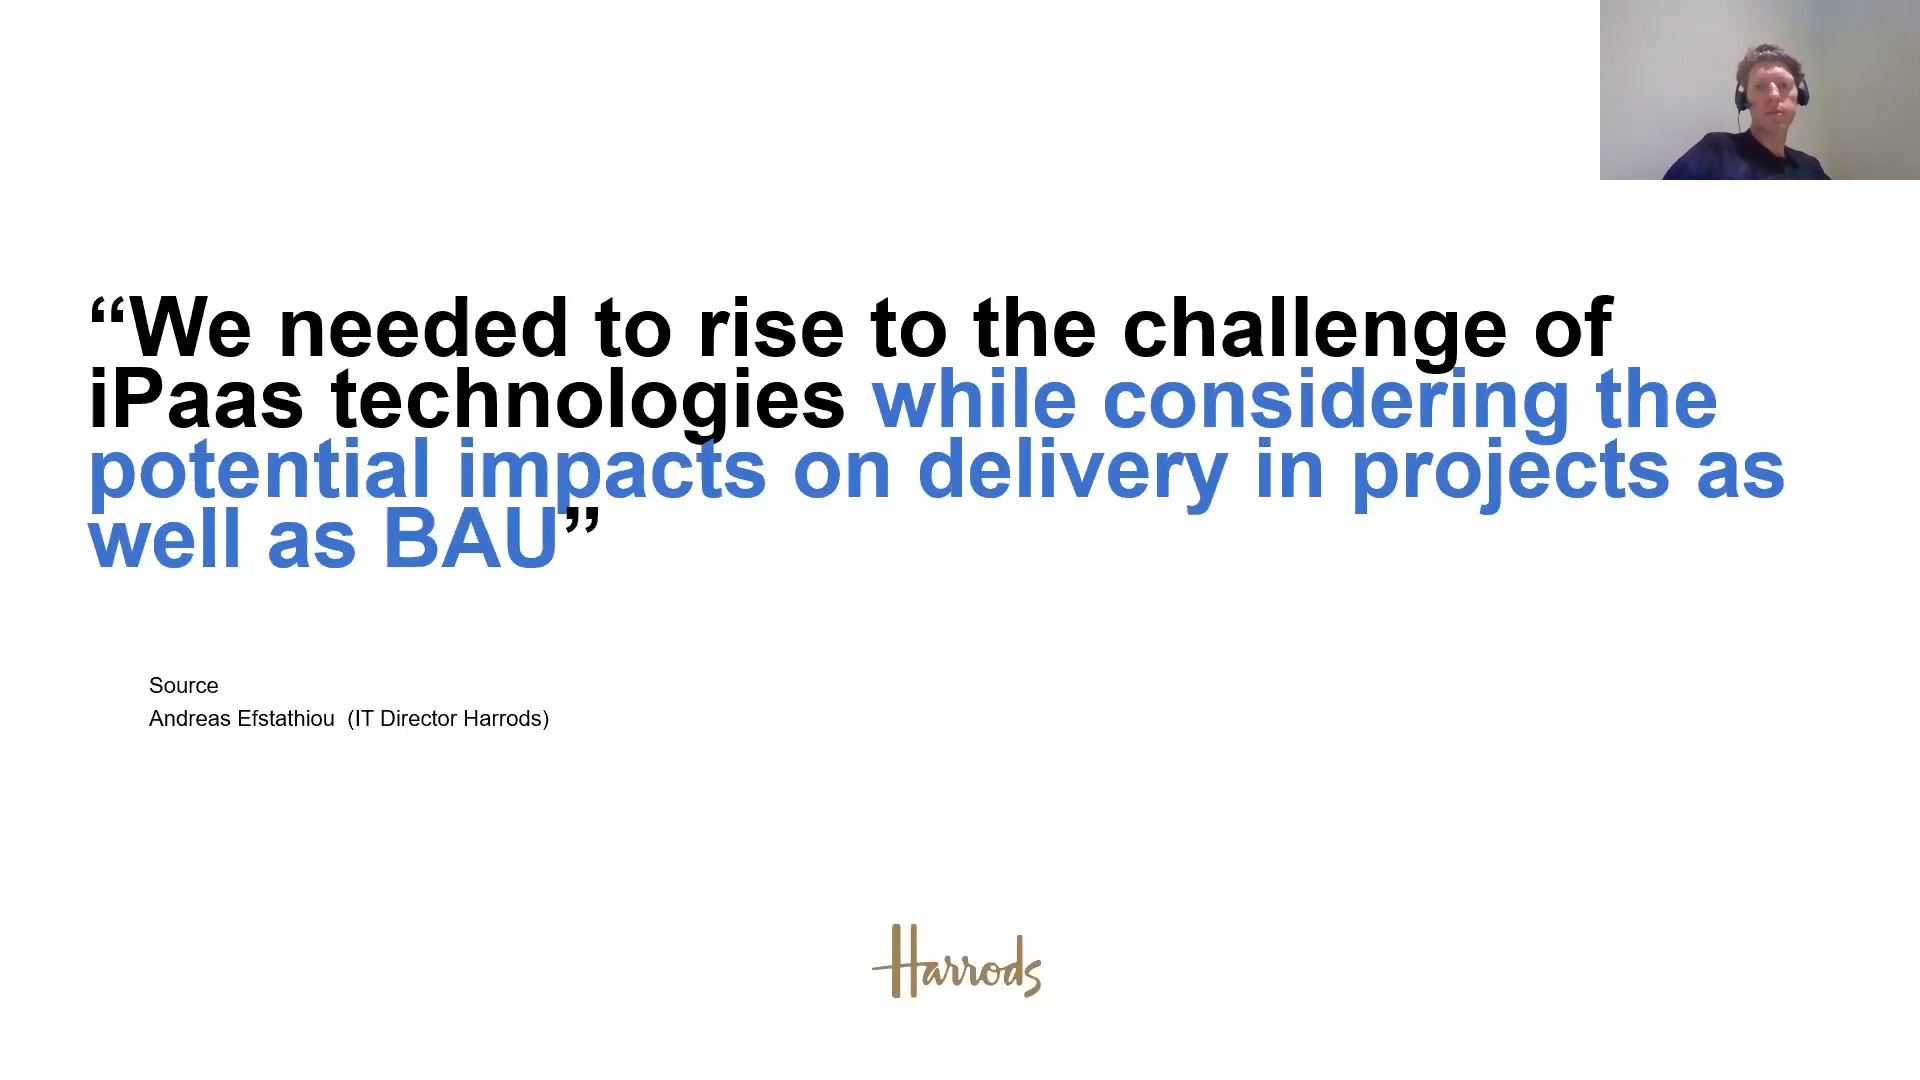 “We needed to rise to the challenge of
iPaas technologies while considering the
potential impacts on delivery in projects as
well as BAU”
Source
Andreas Efstathiou  (IT Director Harrods)
Harrods